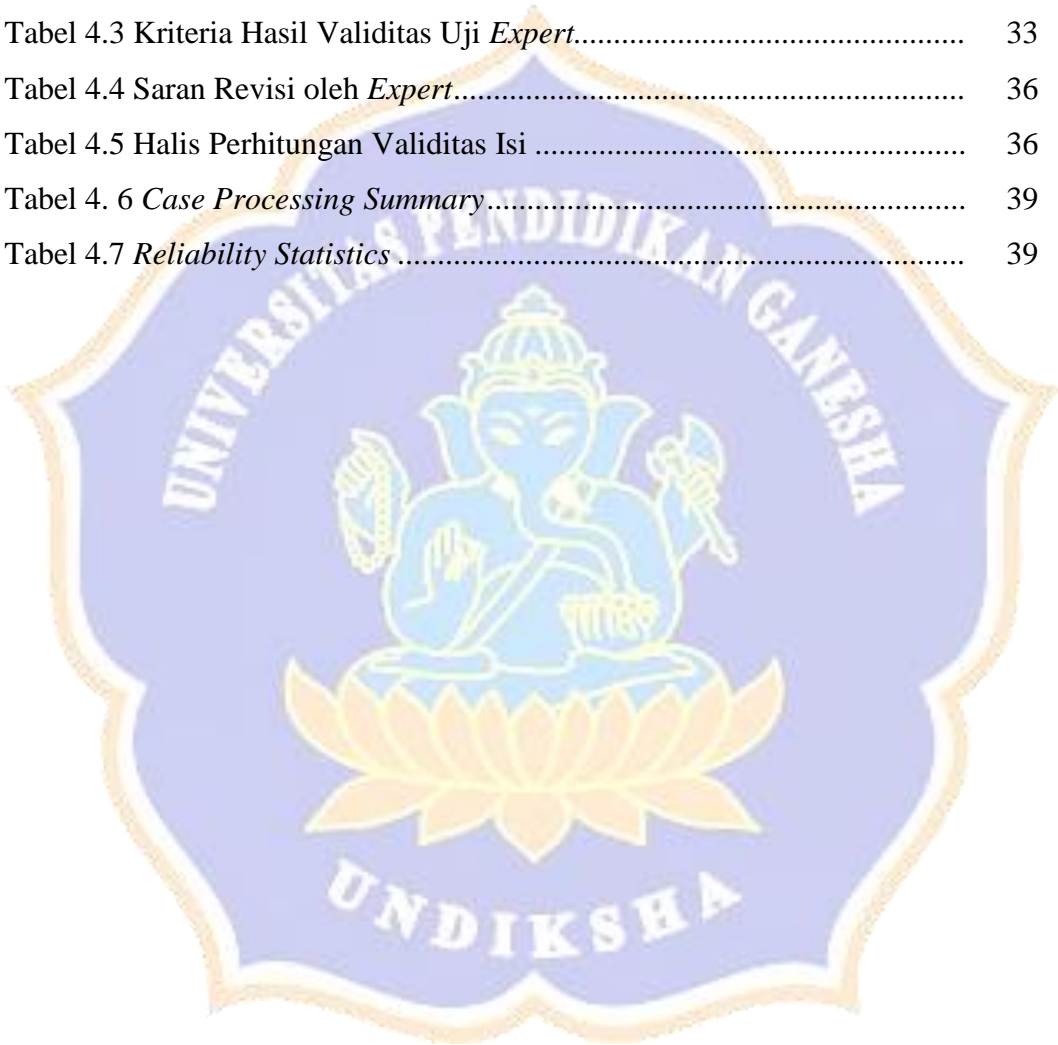 Tabel 4.3 Kriteria Hasil Validitas Uji Expert................................................. 33
Tabel 4.4 Saran Revisi oleh Expert................................................................ 36
Tabel 4.5 Halis Perhitungan Validitas Isi ...................................................... 36
Tabel 4. 6 Case Processing Summary............................................................ 39
Tabel 4.7 Reliability Statistics ....................................................................... 39
UNIVERSITAS PENDIDIKAN GANESHA
UNDIKSHA